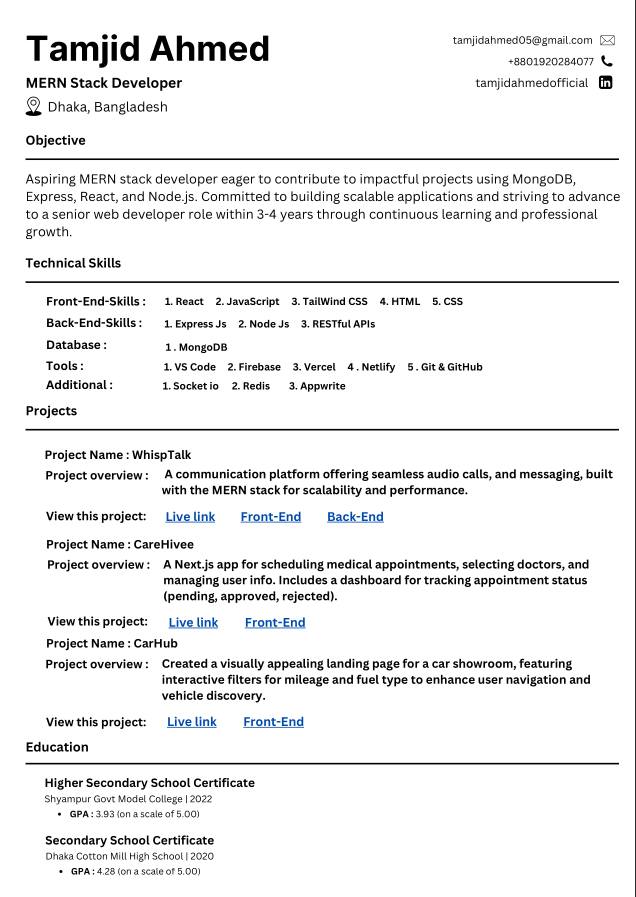 Tamjid Ahmed
tamjidahmed05@gmail.com
+8801920284077
MERN Stack Developer
tamjidahmedofficial
Dhaka, Bangladesh
Objective
Aspiring MERN stack developer eager to contribute to impactful projects using MongoDB,
Express, React, and Node.js. Committed to building scalable applications and striving to advance
to a senior web developer role within 3-4 years through continuous learning and professional
growth.
Technical Skills
Front-End-Skills : 1. React 2. JavaScript 3. TailWind CSS 4. HTML 5. CSS
Back-End-Skills : 1. Express Js 2. Node Js 3. RESTful APIs
Database : 1 . MongoDB
Tools : 1. VS Code 2. Firebase 3. Vercel 4 . Netlify 5 . Git & GitHub
Additional : 1. Socket io 2. Redis 3. Appwrite
Projects
Project Name : WhispTalk
Project overview : A communication platform offering seamless audio calls, and messaging, built
with the MERN stack for scalability and performance.
View this project: Live link Front-End Back-End
Project Name : CareHivee
Project overview : A Next.js app for scheduling medical appointments, selecting doctors, and
managing user info. Includes a dashboard for tracking appointment status
(pending, approved, rejected).
View this project: Live link Front-End
Project Name : CarHub
Project overview : Created a visually appealing landing page for a car showroom, featuring
interactive filters for mileage and fuel type to enhance user navigation and
vehicle discovery.
View this project: Live link Front-End
Education
Higher Secondary School Certificate
Shyampur Govt Model College | 2022
• GPA : 3.93 (on a scale of 5.00)
Secondary School Certificate
Dhaka Cotton Mill High School | 2020
• GPA : 4.28 (on a scale of 5.00)